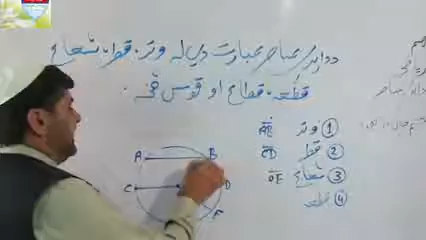 د دایرې عناصر عبارت دي له وتر، قطر، شعاع
قطعه، قطاع او قوس څخه.
① وتر AB
② قطر CD
③ شعاع OE
④ قطعه
A B
C D
E